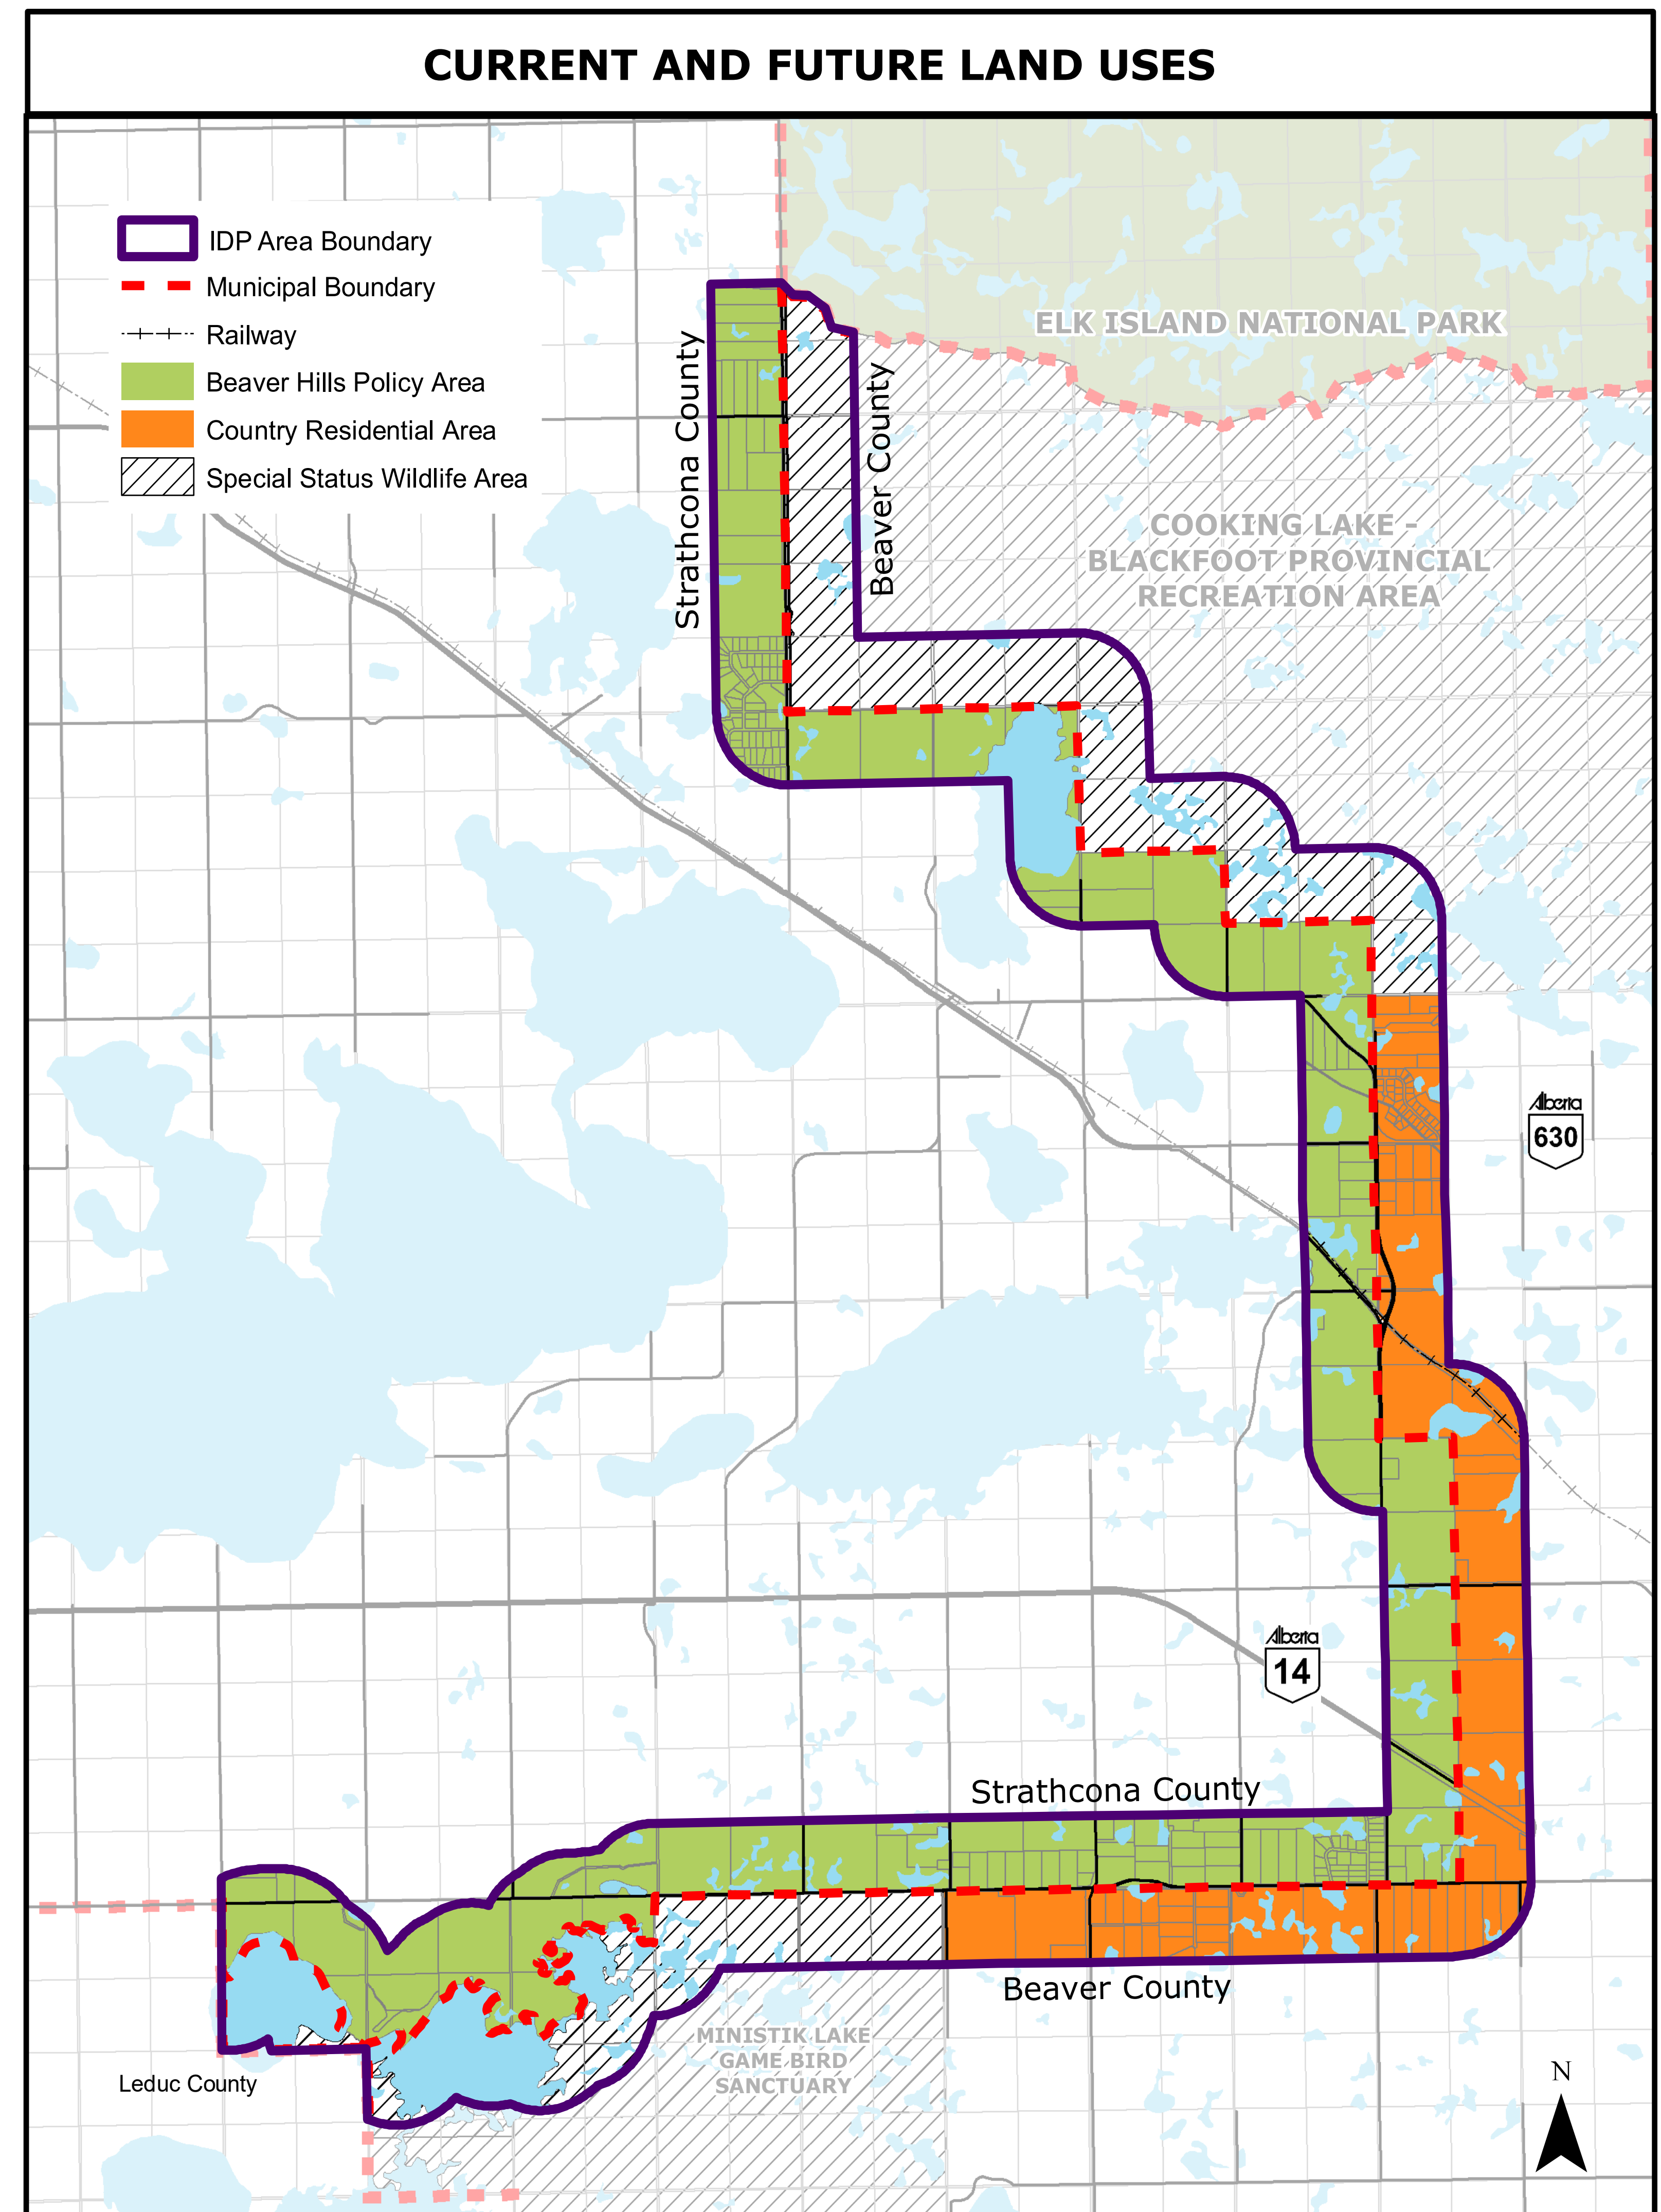 CURRENT AND FUTURE LAND USES
IDP Area Boundary
Municipal Boundary
Railway
Beaver Hills Policy Area
Country Residential Area
Special Status Wildlife Area
ELK ISLAND NATIONAL PARK
Strathcona County
Beaver County
COOKING LAKE -
BLACKFOOT PROVINCIAL
RECREATION AREA
Alberta
630
Alberta
14
Strathcona County
Beaver County
MINISTIK LAKE
GAME BIRD
SANCTUARY
Leduc County
N